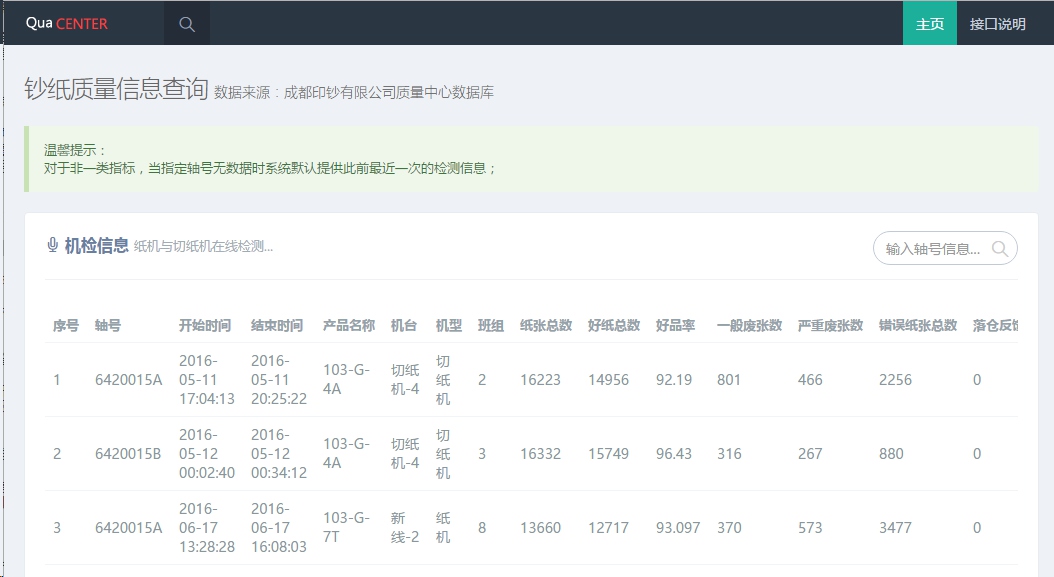 Qua CENTER 主页 接口说明
钞纸质量信息查询 数据来源：成都印钞有限公司质量中心数据库
温馨提示：
对于非一类指标，当指定轴号无数据时系统默认提供此前最近一次的检测信息；
机检信息 纸机与切纸机在线检测... 输入轴号信息...
序号 轴号 开始时间 结束时间 产品名称 机台 机型 班组 纸张总数 好纸总数 好品率 一般废张数 严重废张数 错误纸张总数 落仓反馈
1 6420015A 2016-05-11 17:04:13 2016-05-11 20:25:22 103-G-4A 切纸机-4 切纸机 2 16223 14956 92.19 801 466 2256 0
2 6420015B 2016-05-12 00:02:40 2016-05-12 00:34:12 103-G-4A 切纸机-4 切纸机 3 16332 15749 96.43 316 267 880 0
3 6420015A 2016-06-17 13:28:28 2016-06-17 16:08:03 103-G-7T 新线-2 纸机 8 13660 12717 93.097 370 573 3477 0